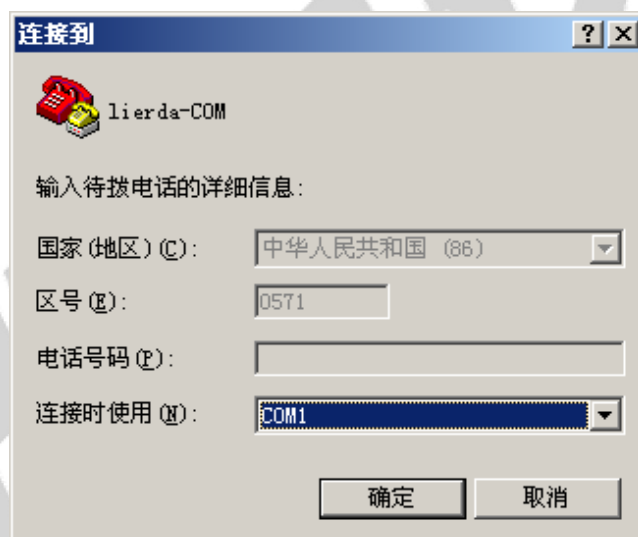 连接到
lierda-COM
输入待拨电话的详细信息:
国家(地区)(C): 中华人民共和国 (86)
区号(E): 0571
电话号码(P):
连接时使用(N): COM1
确定 取消